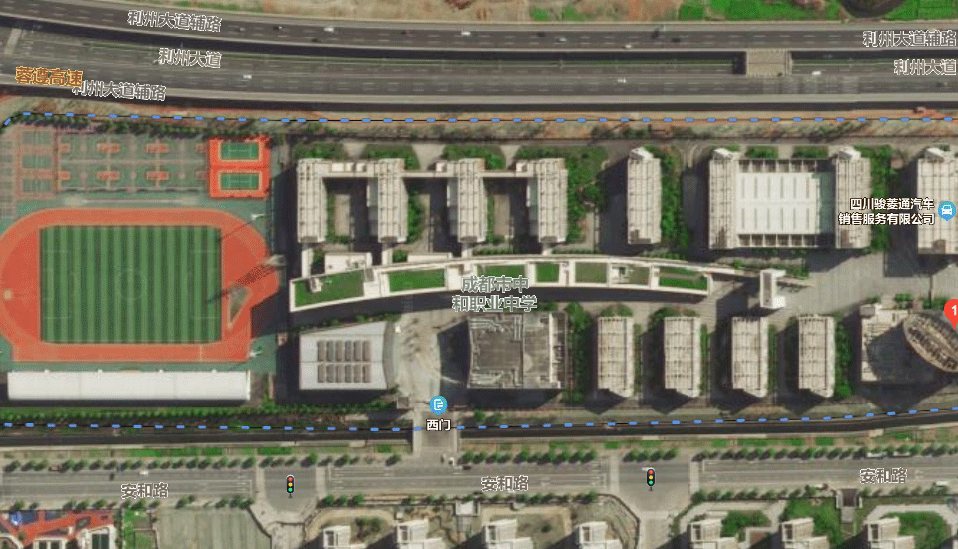 利州大道辅路
利州大道辅路
利州大道
利州大道
蓉遵高速
利州大道辅路
四川骏菱通汽车
销售服务有限公司
成都市中
和职业中学
1
西门
安和路
安和路
安和路